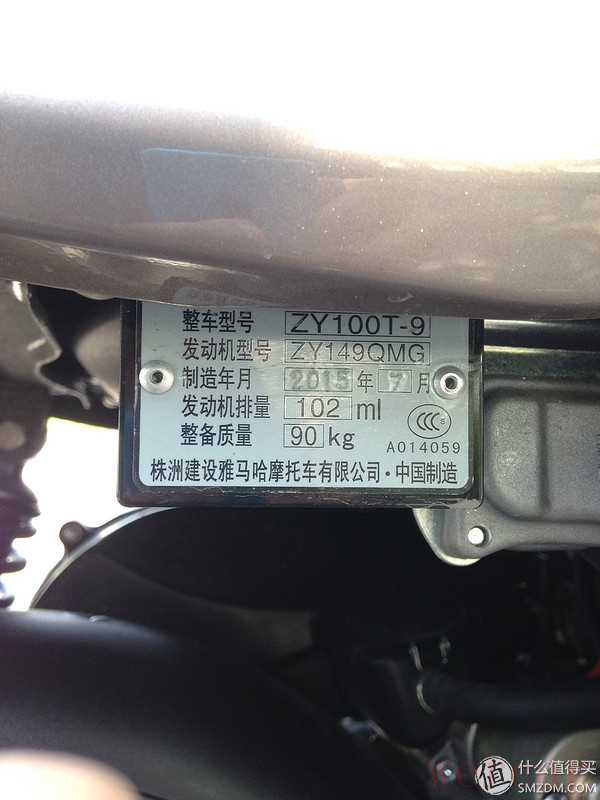 整车型号 ZY100T-9
发动机型号 ZY149QMG
制造年月 2015 年 7 月
发动机排量 102 ml
整备质量 90 kg
CCC S
A014059
株洲建设雅马哈摩托车有限公司·中国制造
值 什么值得买
SMZDM.COM